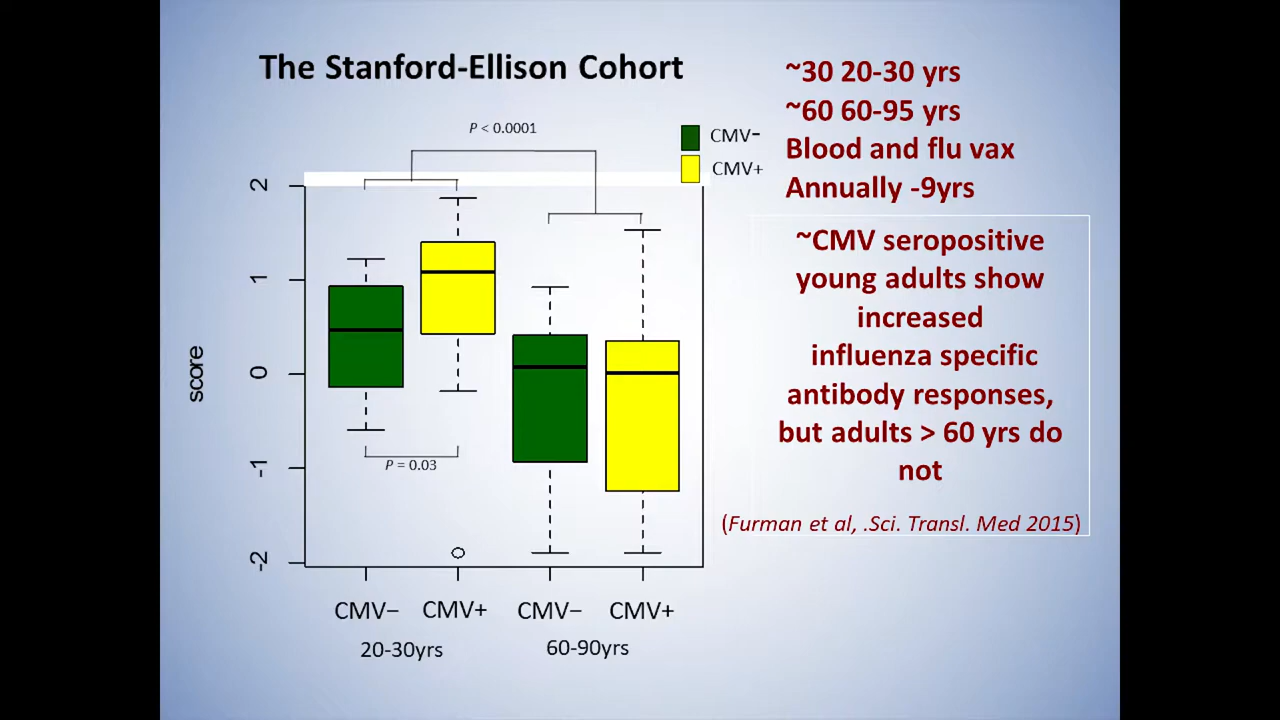 The Stanford-Ellison Cohort
~30 20-30 yrs
~60 60-95 yrs
Blood and flu vax
Annually -9yrs
P < 0.0001
CMV–
CMV+
2
1
0
-1
-2
score
P = 0.03
CMV– CMV+ CMV– CMV+
20-30yrs 60-90yrs
~CMV seropositive
young adults show
increased
influenza specific
antibody responses,
but adults > 60 yrs do
not
(Furman et al, .Sci. Transl. Med 2015)